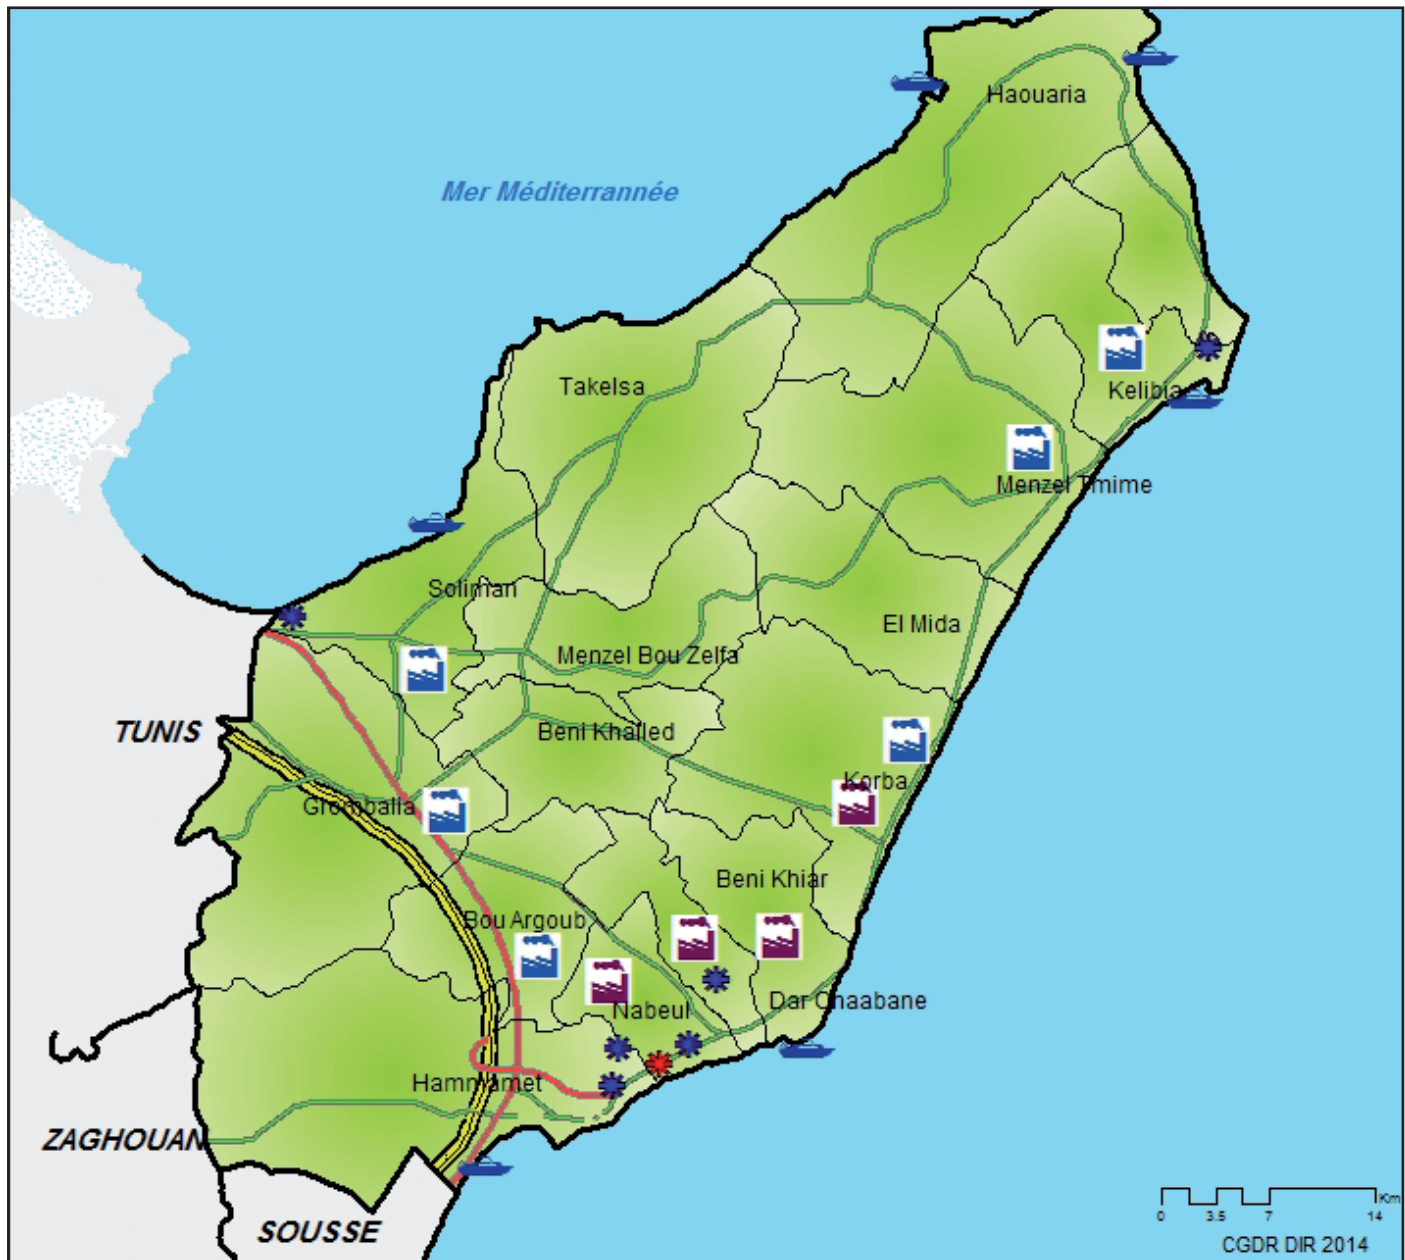 Haouaria
Mer Méditerrannée
Takelsa
Kelibia
Menzel Tmime
Soliman
El Mida
Menzel Bou Zelfa
TUNIS
Beni Khalled
Korba
Grombalia
Beni Khiar
Bou Argoub
Dar Chaabane
Nabeul
Hammamet
ZAGHOUAN
SOUSSE
Km
0 3.5 7 14
CGDR DIR 2014